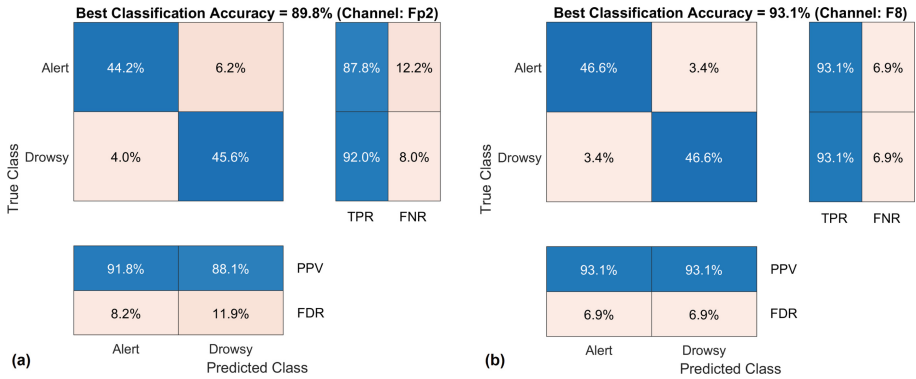 Best Classification Accuracy = 89.8% (Channel: Fp2)
Alert 44.2% 6.2% 87.8% 12.2%
Drowsy 4.0% 45.6% 92.0% 8.0%
True Class
TPR FNR
91.8% 88.1% PPV
8.2% 11.9% FDR
Alert Drowsy
Predicted Class
(a)
Best Classification Accuracy = 93.1% (Channel: F8)
Alert 46.6% 3.4% 93.1% 6.9%
Drowsy 3.4% 46.6% 93.1% 6.9%
True Class
TPR FNR
93.1% 93.1% PPV
6.9% 6.9% FDR
Alert Drowsy
Predicted Class
(b)